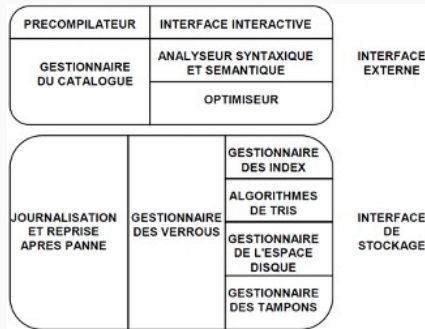 PRECOMPILATEUR
INTERFACE INTERACTIVE
GESTIONNAIRE
DU CATALOGUE
ANALYSEUR SYNTAXIQUE
ET SEMANTIQUE
OPTIMISEUR
INTERFACE
EXTERNE
JOURNALISATION
ET REPRISE
APRES PANNE
GESTIONNAIRE
DES VERROUS
GESTIONNAIRE
DES INDEX
ALGORITHMES
DE TRIS
GESTIONNAIRE
DE L'ESPACE
DISQUE
GESTIONNAIRE
DES TAMPONS
INTERFACE
DE
STOCKAGE